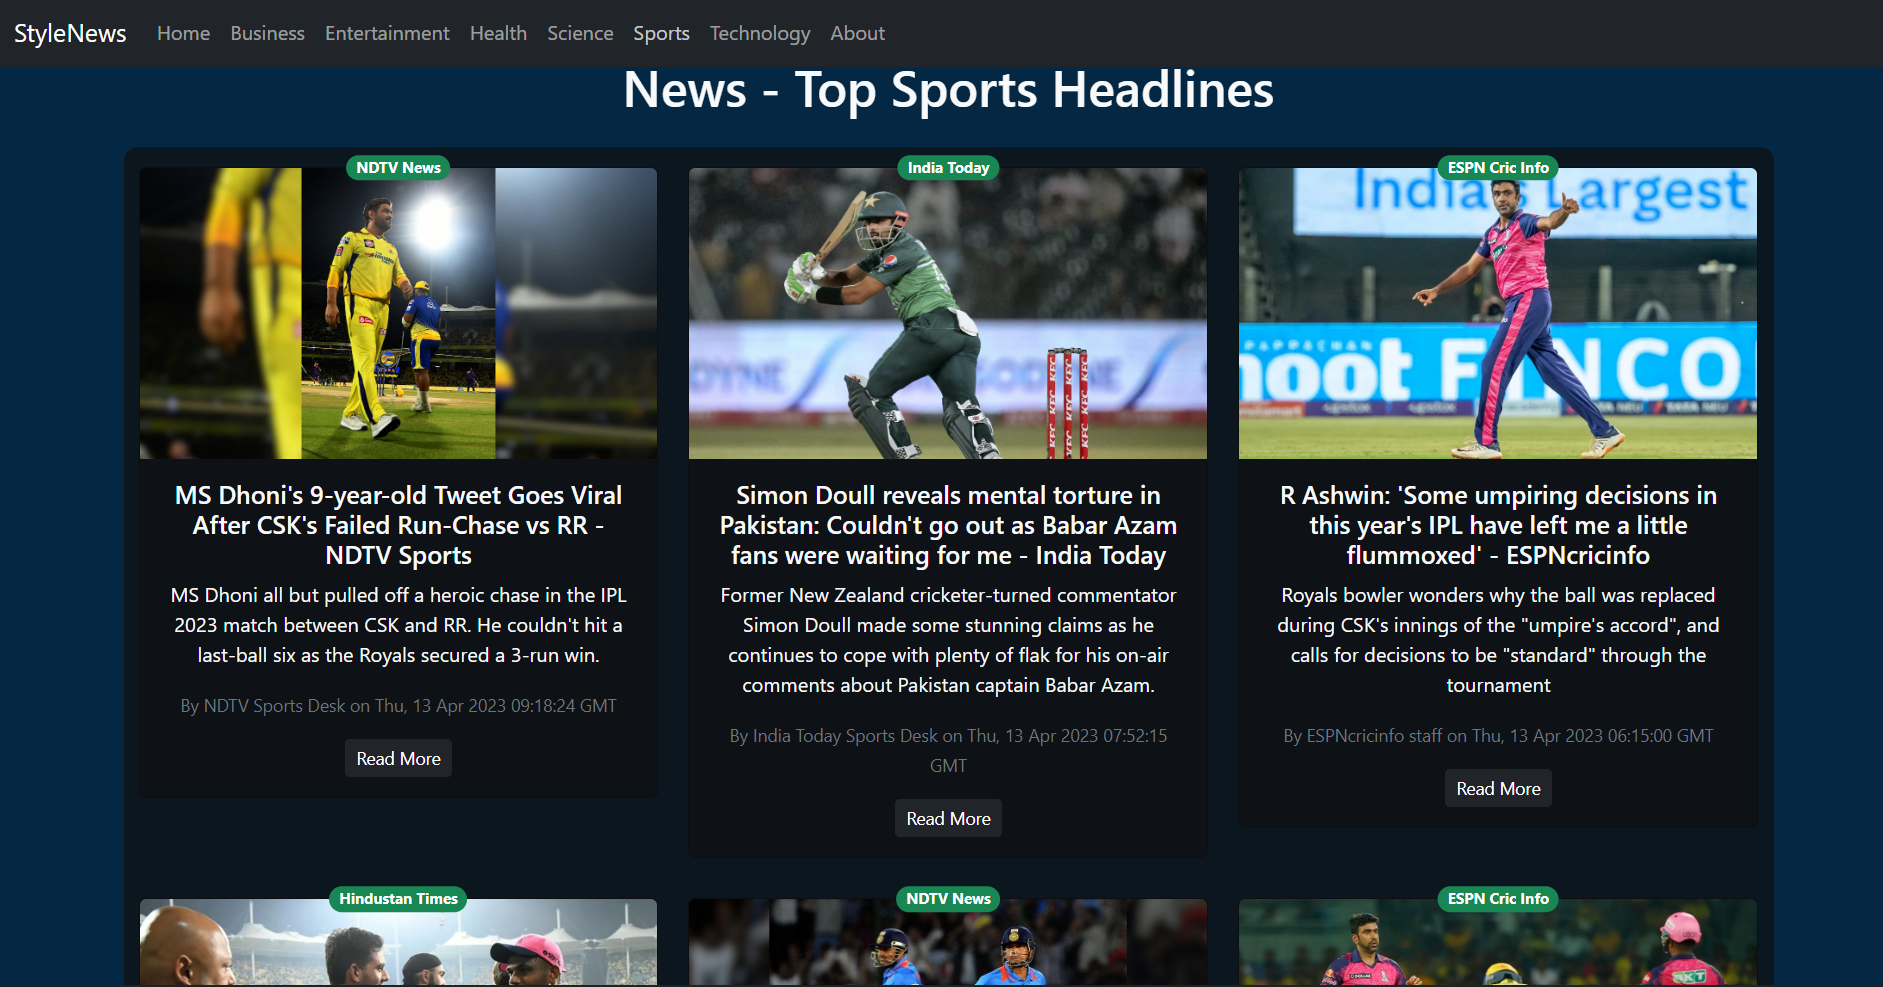 StyleNews Home Business Entertainment Health Science Sports Technology About
News - Top Sports Headlines
NDTV News
MS Dhoni's 9-year-old Tweet Goes Viral
After CSK's Failed Run-Chase vs RR -
NDTV Sports
MS Dhoni all but pulled off a heroic chase in the IPL
2023 match between CSK and RR. He couldn't hit a
last-ball six as the Royals secured a 3-run win.
By NDTV Sports Desk on Thu, 13 Apr 2023 09:18:24 GMT
Read More
India Today
KFC KFC KFC
KFC KFC KFC
Simon Doull reveals mental torture in
Pakistan: Couldn't go out as Babar Azam
fans were waiting for me - India Today
Former New Zealand cricketer-turned commentator
Simon Doull made some stunning claims as he
continues to cope with plenty of flak for his on-air
comments about Pakistan captain Babar Azam.
By India Today Sports Desk on Thu, 13 Apr 2023 07:52:15
GMT
Read More
ESPN Cric Info
India's Largest
PAPPACHAN
hoot FINCO
R Ashwin: 'Some umpiring decisions in
this year's IPL have left me a little
flummoxed' - ESPNcricinfo
Royals bowler wonders why the ball was replaced
during CSK's innings of the "umpire's accord", and
calls for decisions to be "standard" through the
tournament
By ESPNcricinfo staff on Thu, 13 Apr 2023 06:15:00 GMT
Read More
Hindustan Times
NDTV News
ESPN Cric Info